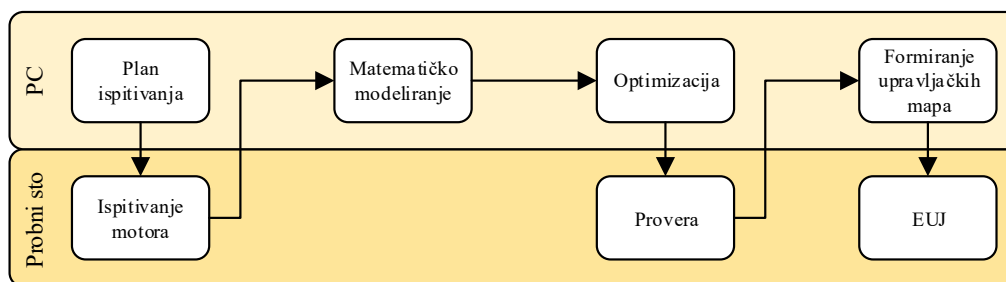 PC
Plan
ispitivanja
Matematičko
modeliranje
Optimizacija
Formiranje
upravljačkih
mapa
Probni sto
Ispitivanje
motora
Provera
EUJ